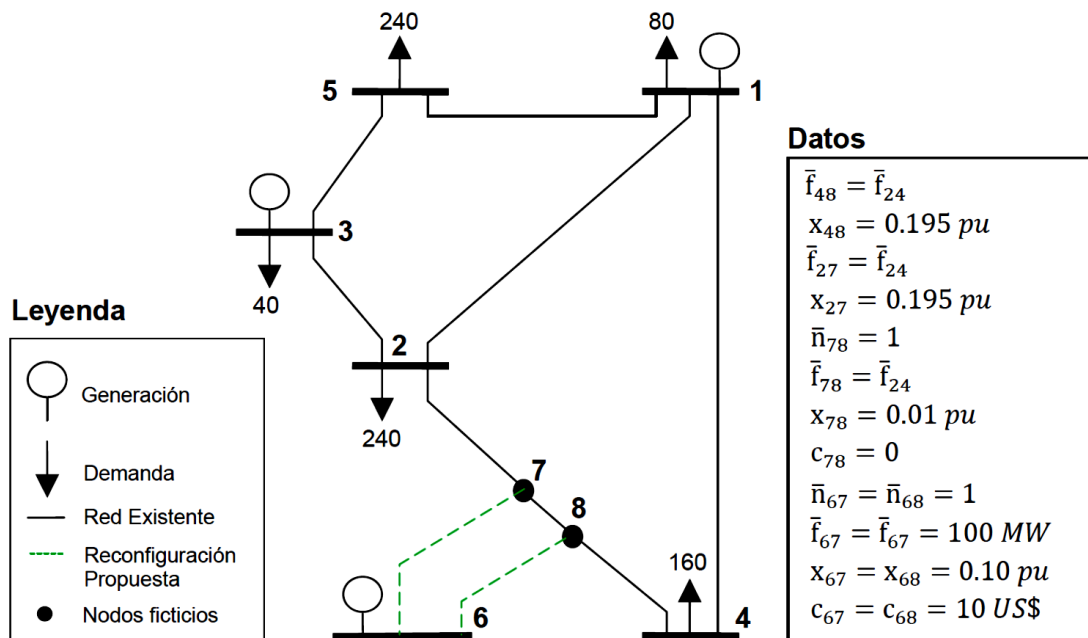 240
80
5
1
3
40
2
240
7
8
160
6
4
Leyenda
Generación
Demanda
Red Existente
Reconfiguración
Propuesta
Nodos ficticios
Datos
f̄₄₈ = f̄₂₄
x₄₈ = 0.195 pu
f̄₂₇ = f̄₂₄
x₂₇ = 0.195 pu
n̄₇₈ = 1
f̄₇₈ = f̄₂₄
x₇₈ = 0.01 pu
c₇₈ = 0
n̄₆₇ = n̄₆₈ = 1
f̄₆₇ = f̄₆₇ = 100 MW
x₆₇ = x₆₈ = 0.10 pu
c₆₇ = c₆₈ = 10 US$